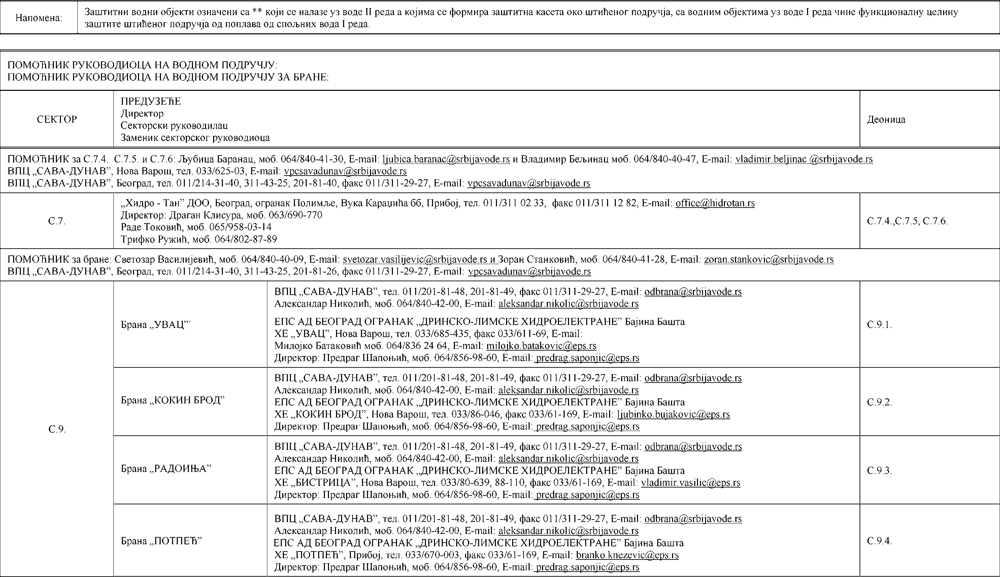 Напомена:
Заштитни водни објекти означени са ** који се налазе уз воде II реда а којима се формира заштитна касета око штићеног подручја, са водним објектима уз воде I реда чине функционалну целину
заштите штићеног подручја од поплава од спољних вода I реда.
ПОМОЋНИК РУКОВОДИОЦА НА ВОДНОМ ПОДРУЧЈУ:
ПОМОЋНИК РУКОВОДИОЦА НА ВОДНОМ ПОДРУЧЈУ ЗА БРАНЕ:
СЕКТОР
ПРЕДУЗЕЋЕ
Директор
Секторски руководилац
Заменик секторског руководиоца
Деоница
ПОМОЋНИК за С.7.4. С.7.5. и С.7.6: Љубица Баранац, моб. 064/840-41-30, E-mail: ljubica.baranac@srbijavode.rs и Владимир Бељинац моб. 064/840-40-47, E-mail: vladimir.beljinac @srbijavode.rs
ВПЦ „САВА-ДУНАВ”, Нова Варош, тел. 033/625-03, E-mail: vpcsavadunav@srbijavode.rs
ВПЦ „САВА-ДУНАВ”, Београд, тел. 011/214-31-40, 311-43-25, 201-81-40, факс 011/311-29-27, E-mail: vpcsavadunav@srbijavode.rs
С.7.
„Хидро - Тан” ДОО, Београд, огранак Полимље, Вука Караџића бб, Прибој, тел. 011/311 02 33, факс 011/311 12 82, E-mail: office@hidrotan.rs
Директор: Драган Клисура, моб. 063/690-770
Раде Токовић, моб. 065/958-03-14
Трифко Ружић, моб. 064/802-87-89
С.7.4.,С.7.5, С.7.6.
ПОМОЋНИК за бране: Светозар Василијевић, моб. 064/840-40-09, E-mail: svetozar.vasilijevic@srbijavode.rs и Зоран Станковић, моб. 064/840-41-28, E-mail: zoran.stankovic@srbijavode.rs
ВПЦ „САВА-ДУНАВ”, Београд, тел. 011/214-31-40, 311-43-25, 201-81-26, факс 011/311-29-27, E-mail: vpcsavadunav@srbijavode.rs
С.9.
Брана „УВАЦ”`
ВПЦ „САВА-ДУНАВ”, тел. 011/201-81-48, 201-81-49, факс 011/311-29-27, E-mail: odbrana@srbijavode.rs
Александар Николић, моб. 064/840-42-00, E-mail: aleksandar.nikolic@srbijavode.rs
ЕПС АД БЕОГРАД ОГРАНАК „ДРИНСКО-ЛИМСКЕ ХИДРОЕЛЕКТРАНЕ” Бајина Башта
ХЕ „УВАЦ”, Нова Варош, тел. 033/685-435, факс 033/611-69, E-mail:
Милојко Батаковић моб. 064/836 24 64, E-mail: milojko.batakovic@eps.rs
Директор: Предраг Шапоњић, моб. 064/856-98-60, E-mail: predrag.saponjic@eps.rs
С.9.1.
Брана „КОКИН БРОД”
ВПЦ „САВА-ДУНАВ”, тел. 011/201-81-48, 201-81-49, факс 011/311-29-27, E-mail: odbrana@srbijavode.rs
Александар Николић, моб. 064/840-42-00, E-mail: aleksandar.nikolic@srbijavode.rs
ЕПС АД БЕОГРАД ОГРАНАК „ДРИНСКО-ЛИМСКЕ ХИДРОЕЛЕКТРАНЕ” Бајина Башта
ХЕ „КОКИН БРОД”, Нова Варош, тел. 033/86-046, факс 033/61-169, E-mail: ljubinko.bujakovic@eps.rs
Директор: Предраг Шапоњић, моб. 064/856-98-60, E-mail: predrag.saponjic@eps.rs
С.9.2.
Брана „РАДОИЊА”
ВПЦ „САВА-ДУНАВ”, тел. 011/201-81-48, 201-81-49, факс 011/311-29-27, E-mail: odbrana@srbijavode.rs
Александар Николић, моб. 064/840-42-00, E-mail: aleksandar.nikolic@srbijavode.rs
ЕПС АД БЕОГРАД ОГРАНАК „ДРИНСКО-ЛИМСКЕ ХИДРОЕЛЕКТРАНЕ” Бајина Башта
ХЕ „БИСТРИЦА”, Нова Варош, тел. 033/80-639, 88-110, факс 033/61-169, E-mail: vladimir.vasilic@eps.rs
Директор: Предраг Шапоњић, моб. 064/856-98-60, E-mail: predrag.saponjic@eps.rs
С.9.3.
Брана „ПОТПЕЋ”
ВПЦ „САВА-ДУНАВ”, тел. 011/201-81-48, 201-81-49, факс 011/311-29-27, E-mail: odbrana@srbijavode.rs
Александар Николић, моб. 064/840-42-00, E-mail: aleksandar.nikolic@srbijavode.rs
ЕПС АД БЕОГРАД ОГРАНАК „ДРИНСКО-ЛИМСКЕ ХИДРОЕЛЕКТРАНЕ” Бајина Башта
ХЕ „ПОТПЕЋ”, Прибој, тел. 033/670-003, факс 033/61-169, E-mail: branko.knezevic@eps.rs
Директор: Предраг Шапоњић, моб. 064/856-98-60, E-mail: predrag.saponjic@eps.rs
С.9.4.